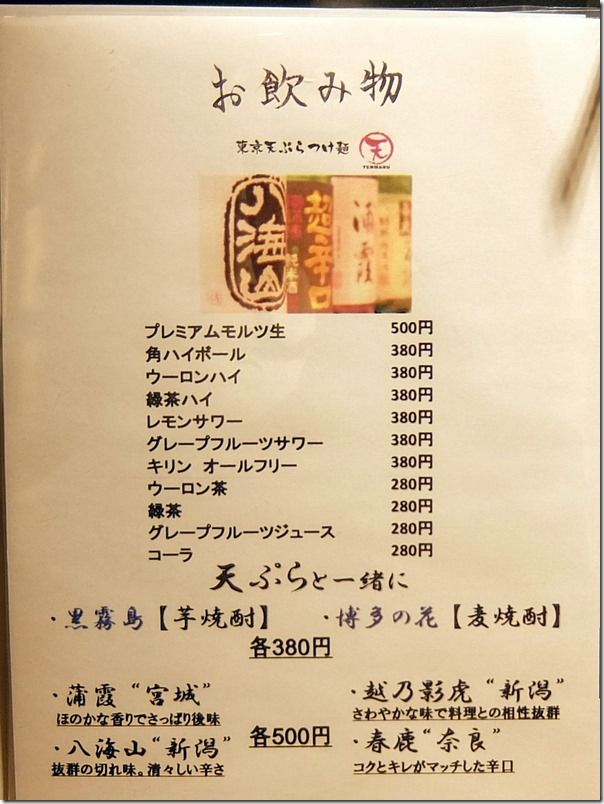 お飲み物
東京天ぷらつけ麺 天
TENMARU
八海山 超辛口 純米酒 浦霞
プレミアムモルツ生 500円
角ハイボール 380円
ウーロンハイ 380円
緑茶ハイ 380円
レモンサワー 380円
グレープフルーツサワー 380円
キリン オールフリー 380円
ウーロン茶 280円
緑茶 280円
グレープフルーツジュース 280円
コーラ 280円
天ぷらと一緒に
・黒霧島【芋焼酎】 ・博多の花【麦焼酎】
各380円
・蒲霞“宮城” ・越乃影虎“新潟”
ほのかな香りでさっぱり後味 さわやかな味で料理との相性抜群
・八海山“新潟” 各500円 ・春鹿“奈良”
抜群の切れ味。清々しい辛さ コクとキレがマッチした辛口